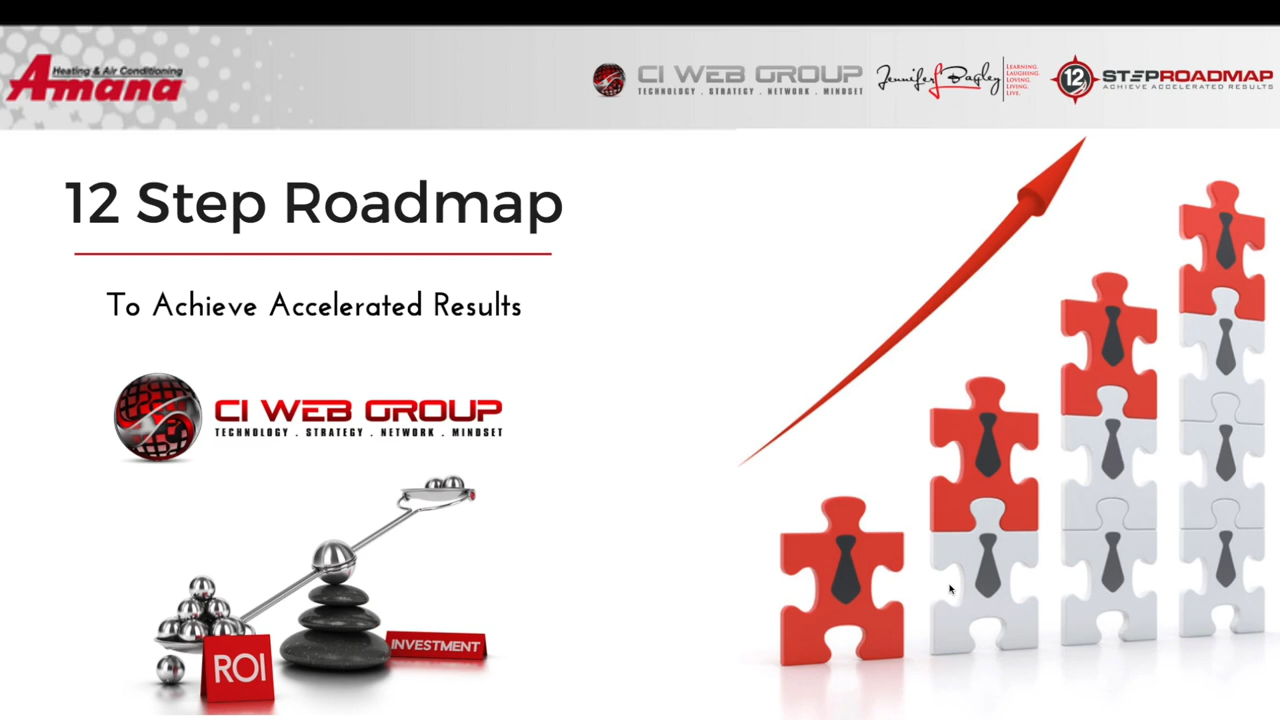 Heating & Air Conditioning
Amana
CI WEB GROUP
TECHNOLOGY . STRATEGY . NETWORK . MINDSET
Jennifer Bagley
LEARNING.
LAUGHING.
LOVING.
LIVING.
LIVE.
12 STEPROADMAP
ACHIEVE ACCELERATED RESULTS
12 Step Roadmap
To Achieve Accelerated Results
CI WEB GROUP
TECHNOLOGY . STRATEGY . NETWORK . MINDSET
ROI
INVESTMENT